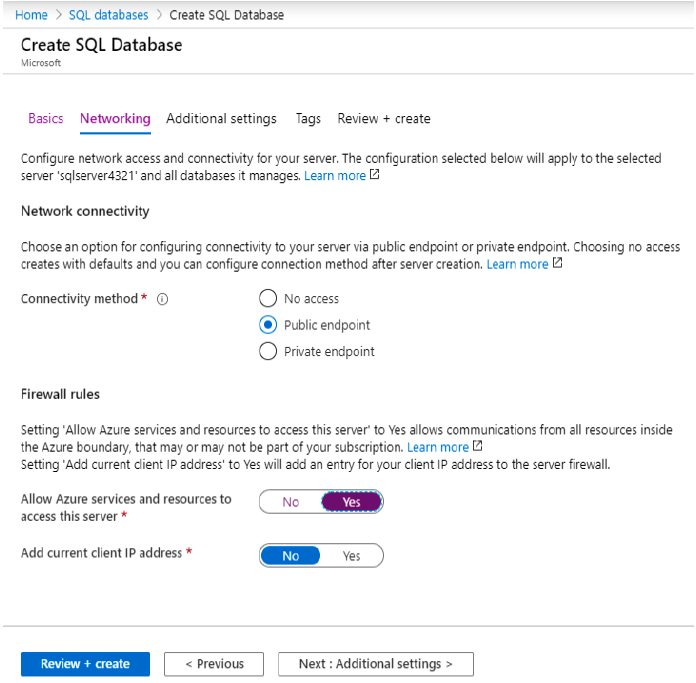 Home > SQL databases > Create SQL Database
Create SQL Database
Microsoft
Basics Networking Additional settings Tags Review + create
Configure network access and connectivity for your server. The configuration selected below will apply to the selected
server 'sqlserver4321' and all databases it manages. Learn more
Network connectivity
Choose an option for configuring connectivity to your server via public endpoint or private endpoint. Choosing no access
creates with defaults and you can configure connection method after server creation. Learn more
Connectivity method *
No access
Public endpoint
Private endpoint
Firewall rules
Setting 'Allow Azure services and resources to access this server' to Yes allows communications from all resources inside
the Azure boundary, that may or may not be part of your subscription. Learn more
Setting 'Add current client IP address' to Yes will add an entry for your client IP address to the server firewall.
Allow Azure services and resources to
access this server *
No Yes
Add current client IP address *
No Yes
Review + create
< Previous
Next : Additional settings >